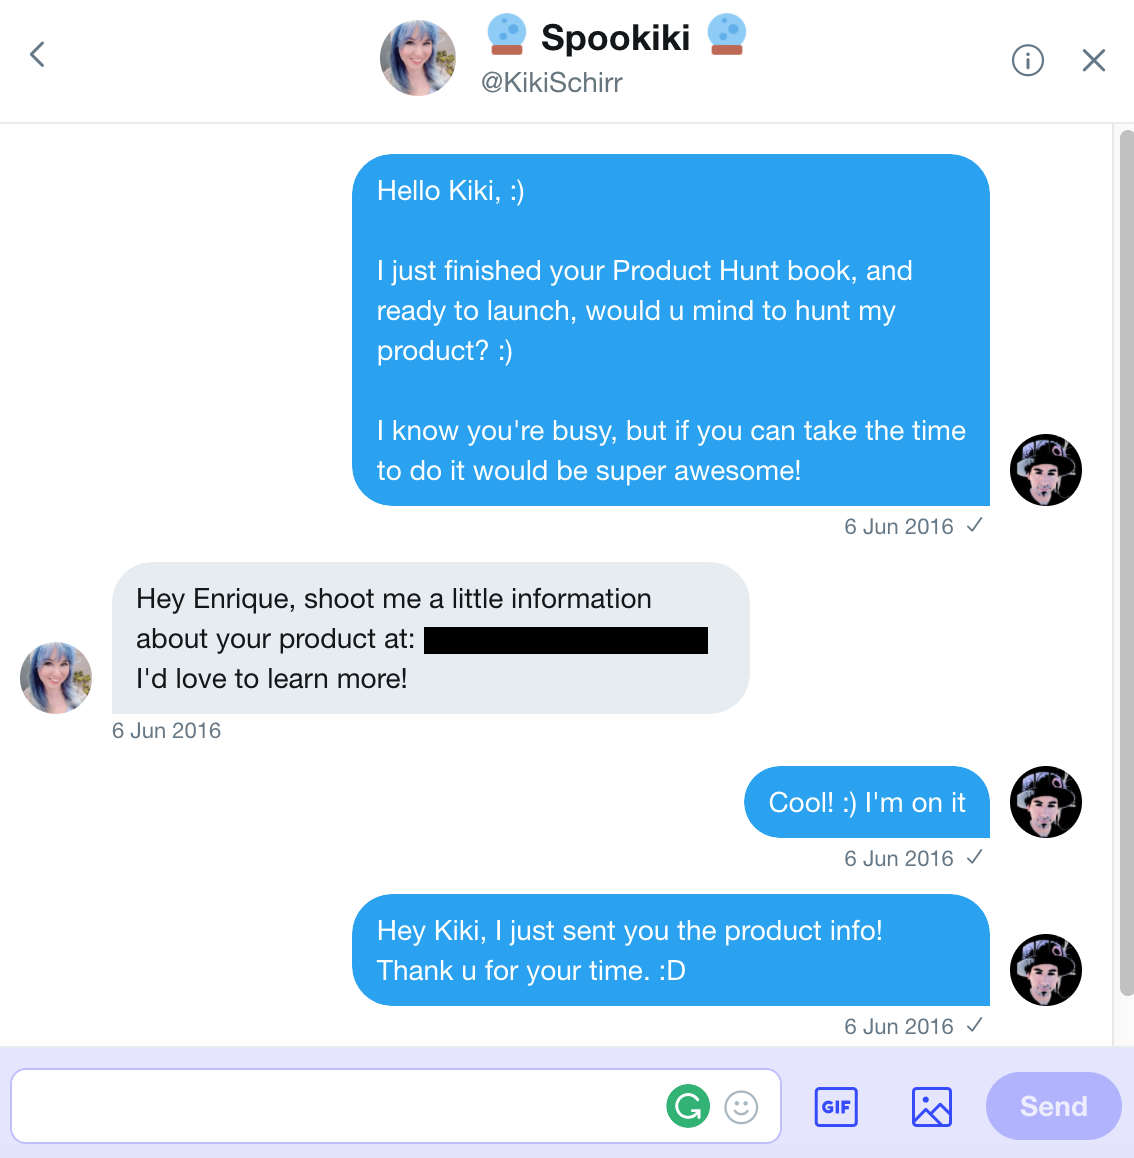 Spookiki
@KikiSchirr
Hello Kiki, :)
I just finished your Product Hunt book, and
ready to launch, would u mind to hunt my
product? :)
I know you're busy, but if you can take the time
to do it would be super awesome!
6 Jun 2016
Hey Enrique, shoot me a little information
about your product at:
I'd love to learn more!
6 Jun 2016
Cool! :) I'm on it
6 Jun 2016
Hey Kiki, I just sent you the product info!
Thank u for your time. :D
6 Jun 2016
GIF
Send